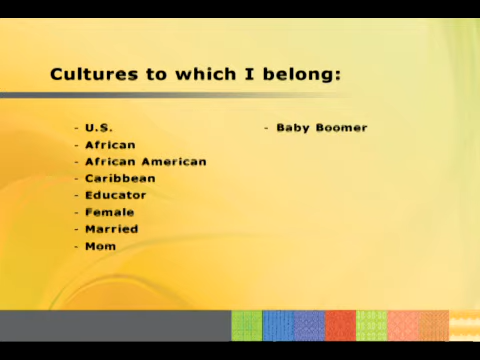 Cultures to which I belong:
- U.S.
- African
- African American
- Caribbean
- Educator
- Female
- Married
- Mom
- Baby Boomer